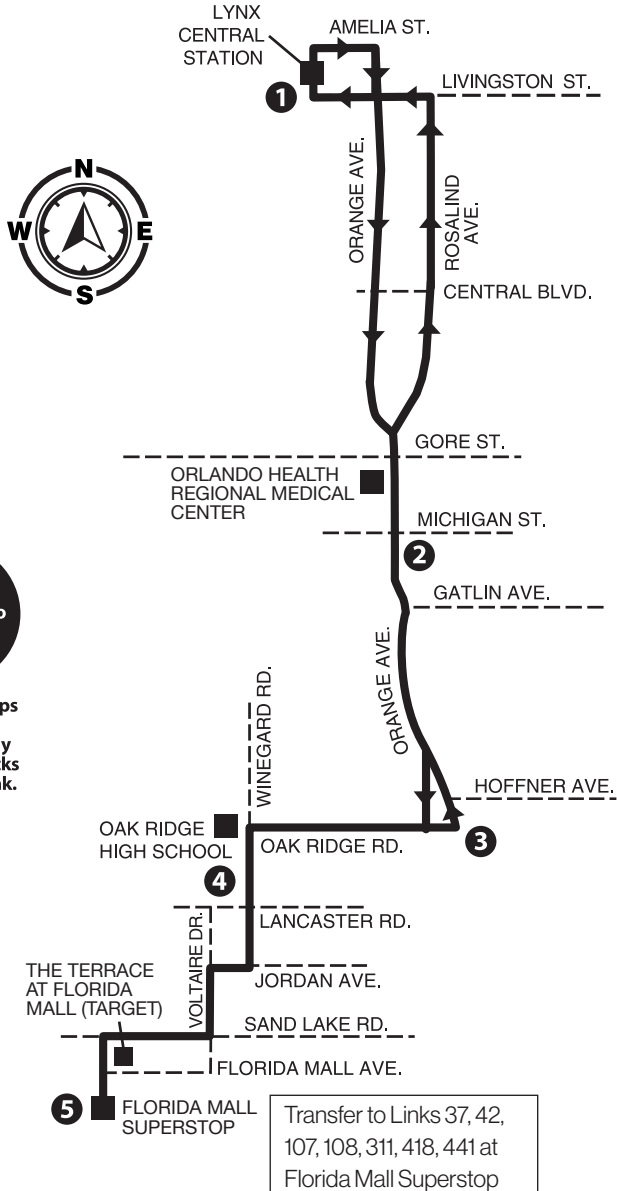 LYNX
CENTRAL
STATION
AMELIA ST.
1
LIVINGSTON ST.
ORANGE AVE.
ROSALIND
AVE.
N
W
E
S
CENTRAL BLVD.
GORE ST.
ORLANDO HEALTH
REGIONAL MEDICAL
CENTER
MICHIGAN ST.
2
GATLIN AVE.
ORANGE AVE.
WINEGARD RD.
HOFFNER AVE.
OAK RIDGE
HIGH SCHOOL
OAK RIDGE RD.
3
4
LANCASTER RD.
VOLTAIRE DR.
JORDAN AVE.
THE TERRACE
AT FLORIDA
MALL (TARGET)
SAND LAKE RD.
FLORIDA MALL AVE.
5
FLORIDA MALL
SUPERSTOP
Transfer to Links 37, 42,
107, 108, 311, 418, 441 at
Florida Mall Superstop